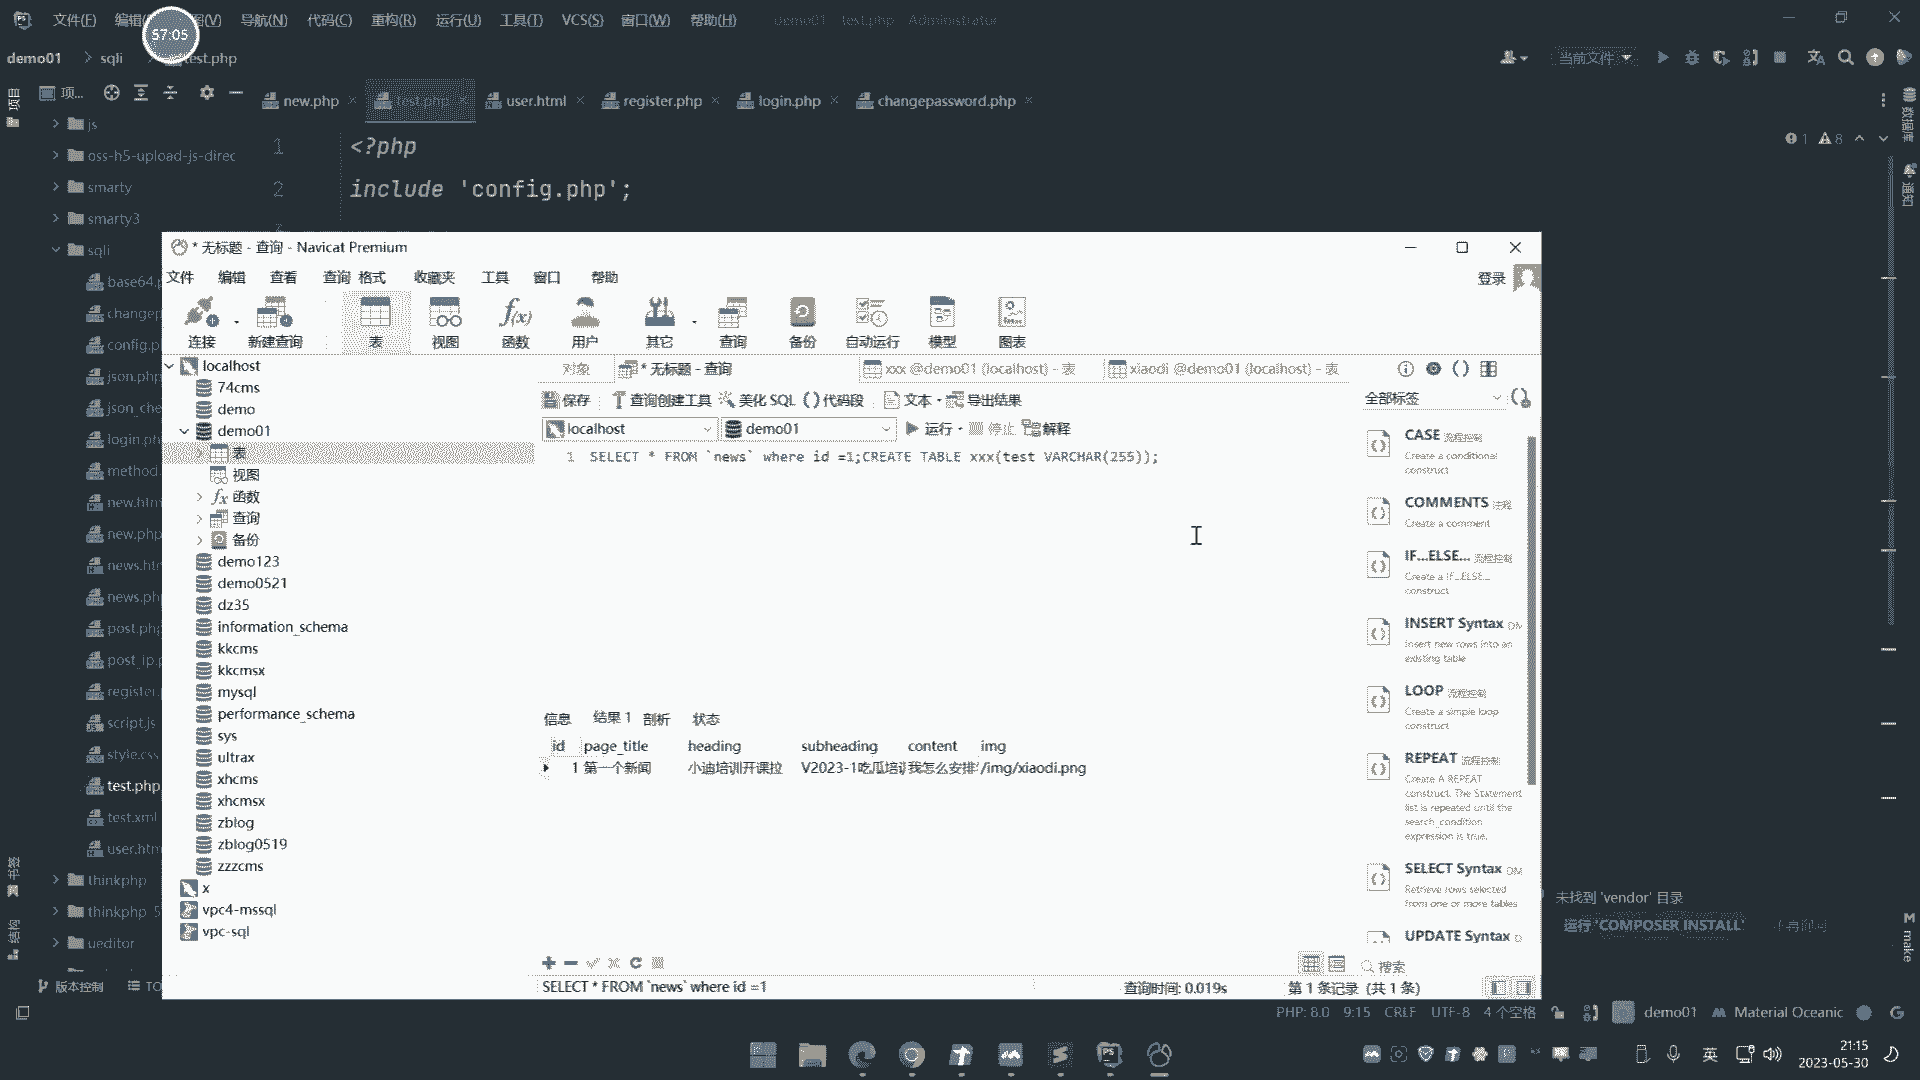 文件(F) 编辑 (V) 导航(N) 代码(C) 重构(R) 运行(U) 工具(T) VCS(S) 窗口(W) 帮助(H) demo01 test.php Administrator
57:05
demo01 sqli test.php 当前文件
项目 项... new.php test.php user.html register.php login.php changepassword.php
数据库
通知
1 8
js
oss-h5-upload-js-direc
smarty
smarty3
sqli
base64.p
changep
config.pl
json.php
json_che
login.ph
method
new.htm
new.php
news.ht
news.ph
post.php
post_ip.p
register.
script.js
style.css
test.php
test.xml
user.htm
thinkphp
thinkphp_5
ueditor
1 <?php
2 include 'config.php';
* 无标题 - 查询 - Navicat Premium
文件 编辑 查看 查询 格式 收藏夹 工具 窗口 帮助 登录
连接 新建查询 表 视图 函数 用户 其它 查询 备份 自动运行 模型 图表
localhost
74cms
demo
demo01
表
视图
函数
查询
备份
demo123
demo0521
dz35
information_schema
kkcms
kkcmsx
mysql
performance_schema
sys
ultrax
xhcms
xhcmsx
zblog
zblog0519
zzzcms
x
vpc4-mssql
vpc-sql
对象 * 无标题 - 查询 xxx @demo01 (localhost) - 表 xiaodi @demo01 (localhost) - 表
保存 查询创建工具 美化 SQL ()代码段 文本 导出结果
localhost demo01 运行 停止 解释
1 SELECT * FROM `news` where id =1;CREATE TABLE xxx(test VARCHAR(255));
信息 结果 1 剖析 状态
id page_title heading subheading content img
1 第一个新闻 小迪培训开课拉 V2023-1吃瓜培 我怎么安排 /img/xiaodi.png
SELECT * FROM `news` where id =1 查询时间: 0.019s 第 1 条记录 (共 1 条)
全部标签
CASE 流程控制
Create a conditional
construct
COMMENTS 注释
Create a comment
IF...ELSE... 流程控制
Create a IF...ELSE...
construct
INSERT Syntax DM
Insert new rows into an
existing table
LOOP 流程控制
Create a simple loop
construct
REPEAT 流程控制
Create A REPEAT
construct. The Statement
list is repeated until the
search_condition
expression is true.
SELECT Syntax DM
Retrieve rows selected
from one or more tables
UPDATE Syntax D
搜索
未找到 'vendor' 目录
运行 'COMPOSER INSTALL' 不再询问
书签
结构
M make
版本控制 TO
PHP: 8.0 9:15 CRLF UTF-8 4 个空格 demo01 Material Oceanic
英 21:15
2023-05-30